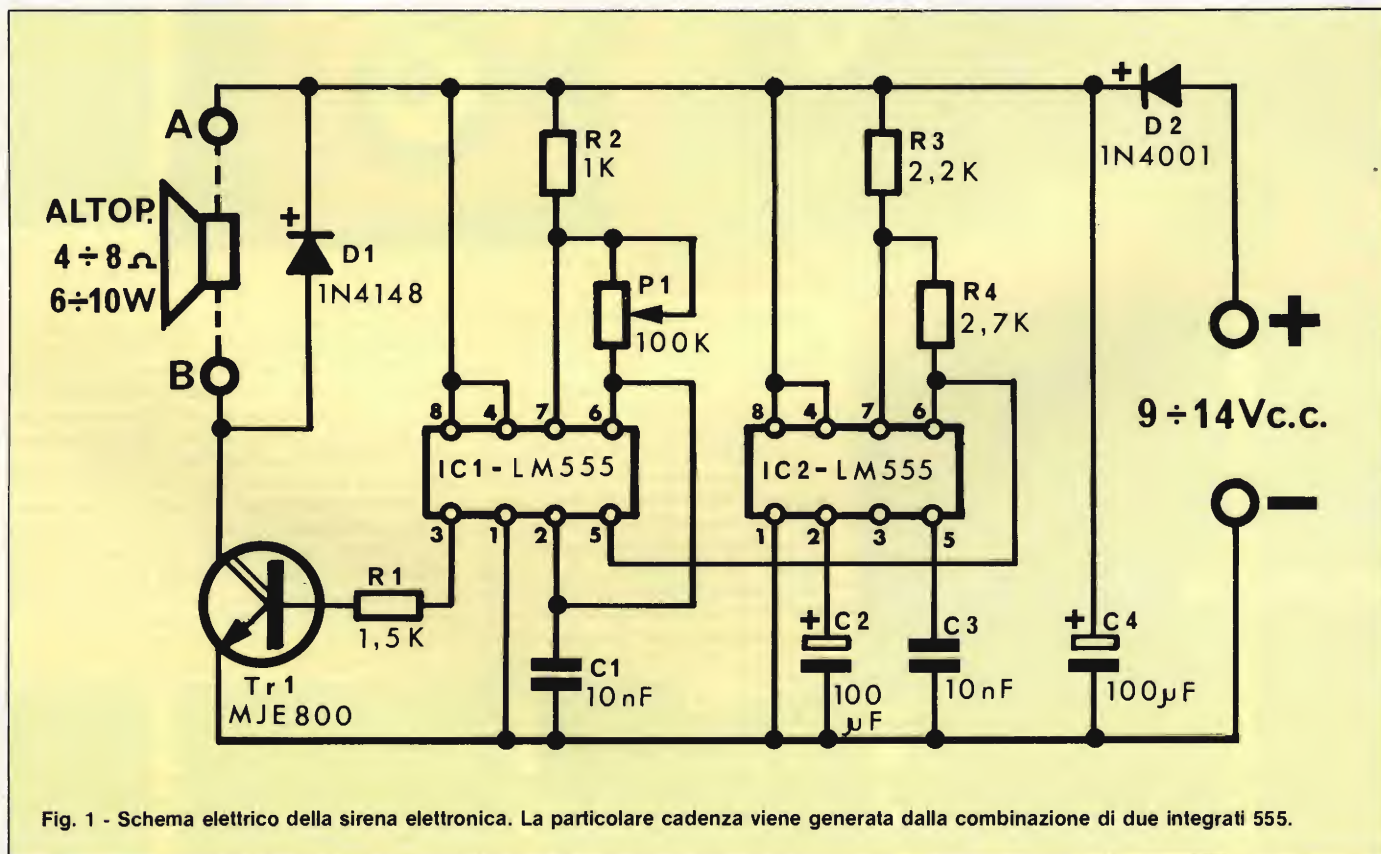 A
ALTOP.
4÷8Ω
6÷10W
B
+
D1
1N4148
R2
1K
P1
100K
R3
2,2K
R4
2,7K
+
D2
1N4001
+
9÷14Vc.c.
−
8 4 7 6
IC1-LM555
3 1 2 5
8 4 7 6
IC2-LM555
1 2 3 5
R1
1,5K
Tr1
MJE800
C1
10nF
+ C2
100
µF
C3
10nF
+ C4
100µF
Fig. 1 - Schema elettrico della sirena elettronica. La particolare cadenza viene generata dalla combinazione di due integrati 555.